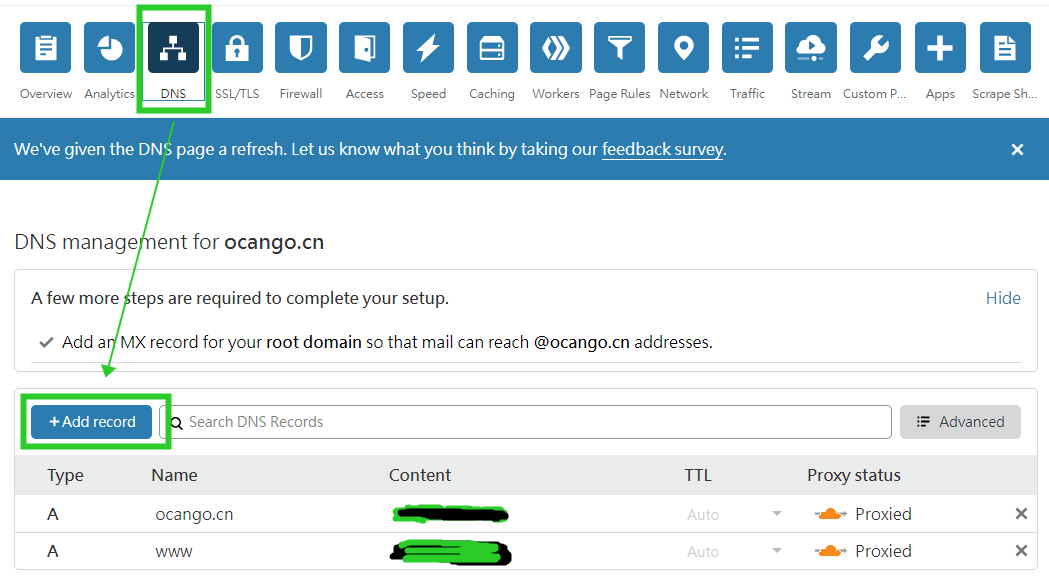 Overview Analytics DNS SSL/TLS Firewall Access Speed Caching Workers Page Rules Network Traffic Stream Custom P... Apps Scrape Sh...
We've given the DNS page a refresh. Let us know what you think by taking our feedback survey.
DNS management for ocango.cn
A few more steps are required to complete your setup. Hide
Add an MX record for your root domain so that mail can reach @ocango.cn addresses.
+Add record Search DNS Records Advanced
Type Name Content TTL Proxy status
A ocango.cn Auto Proxied
A www Auto Proxied